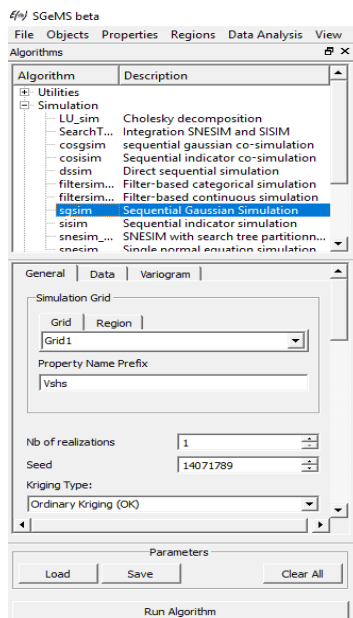 SGeMS beta
File Objects Properties Regions Data Analysis View
Algorithms
Algorithm Description
Utilities
Simulation
LU_sim Cholesky decomposition
SearchT... Integration SNESIM and SISIM
cosgsim sequential gaussian co-simulation
cosisim Sequential indicator co-simulation
dssim Direct sequential simulation
filtersim... Filter-based categorical simulation
filtersim... Filter-based continuous simulation
sgsim Sequential Gaussian Simulation
sisim Sequential indicator simulation
snesim_... SNESIM with search tree partitionn...
snesim Single normal equation simulation
General Data Variogram
Simulation Grid
Grid Region
Grid1
Property Name Prefix
Vshs
Nb of realizations 1
Seed 14071789
Kriging Type:
Ordinary Kriging (OK)
Parameters
Load Save Clear All
Run Algorithm